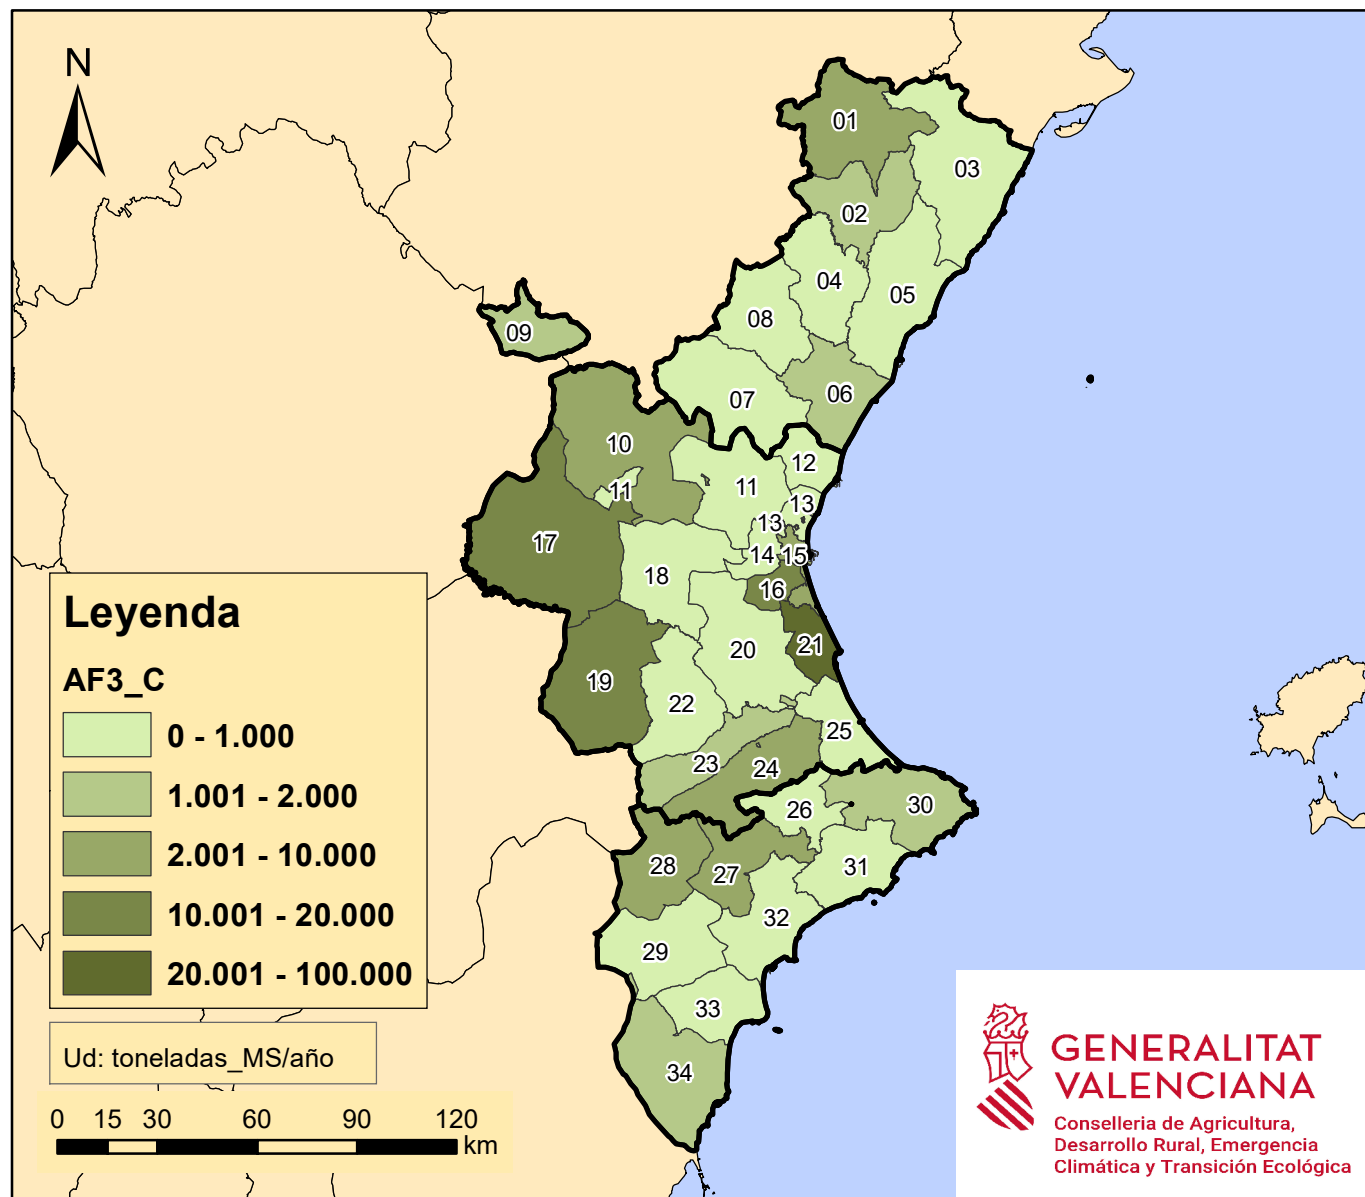 N
01
03
02
04
05
08
09
06
07
10
12
11
11
13
13
17
14
15
18
16
20
21
19
22
25
23
24
26
30
28
27
31
32
29
33
34
Leyenda
AF3_C
0 - 1.000
1.001 - 2.000
2.001 - 10.000
10.001 - 20.000
20.001 - 100.000
Ud: toneladas_MS/año
0 15 30 60 90 120
km
GENERALITAT
VALENCIANA
Conselleria de Agricultura,
Desarrollo Rural, Emergencia
Climática y Transición Ecológica